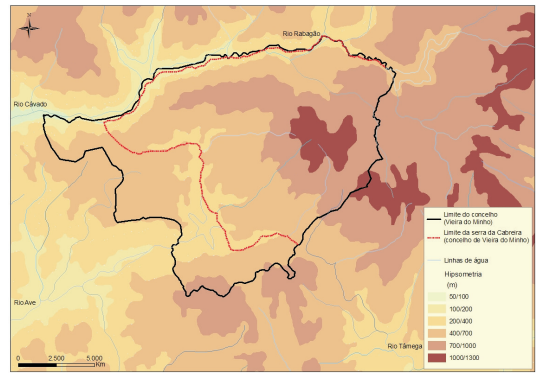 N
Rio Rabagão
Rio Cávado
Rio Ave
Rio Tâmega
Limite do concelho
(Vieira do Minho)
Limite da serra da Cabreira
(concelho de Vieira do Minho)
Linhas de água
Hipsometria
(m)
50/100
100/200
200/400
400/700
700/1000
1000/1300
0 2.500 5.000
Km